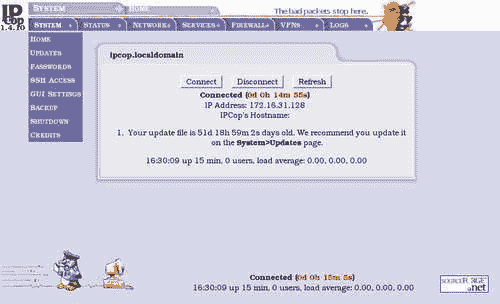 IP
COP
1.4.10
SYSTEM
HOME
The bad packets stop here.
SYSTEM STATUS NETWORK SERVICES FIREWALL VPNS LOGS
HOME
UPDATES
PASSWORDS
SSH ACCESS
GUI SETTINGS
BACKUP
SHUTDOWN
CREDITS
ipcop.localdomain
Connect Disconnect Refresh
Connected (0d 0h 14m 55s)
IP Address: 172.16.31.128
IPCop's Hostname:
1. Your update file is 51d 18h 59m 2s days old. We recommend you update it
on the System>Updates page.
16:30:09 up 15 min, 0 users, load average: 0.00, 0.00, 0.00
Connected (0d 0h 15m 5s)
16:30:09 up 15 min, 0 users, load average: 0.00, 0.00, 0.00
SOURCEFORGE
.net